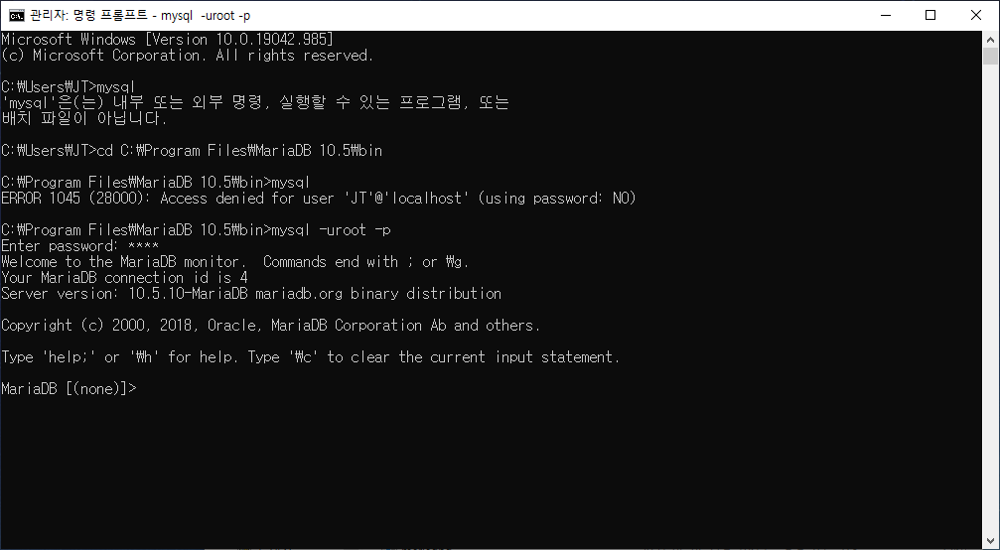 관리자: 명령 프롬프트 - mysql  -uroot -p
Microsoft Windows [Version 10.0.19042.985]
(c) Microsoft Corporation. All rights reserved.
C:₩Users₩JT>mysql
'mysql'은(는) 내부 또는 외부 명령, 실행할 수 있는 프로그램, 또는
배치 파일이 아닙니다.
C:₩Users₩JT>cd C:₩Program Files₩MariaDB 10.5₩bin
C:₩Program Files₩MariaDB 10.5₩bin>mysql
ERROR 1045 (28000): Access denied for user 'JT'@'localhost' (using password: NO)
C:₩Program Files₩MariaDB 10.5₩bin>mysql -uroot -p
Enter password: ****
Welcome to the MariaDB monitor.  Commands end with ; or ₩g.
Your MariaDB connection id is 4
Server version: 10.5.10-MariaDB mariadb.org binary distribution
Copyright (c) 2000, 2018, Oracle, MariaDB Corporation Ab and others.
Type 'help;' or '₩h' for help. Type '₩c' to clear the current input statement.
MariaDB [(none)]>